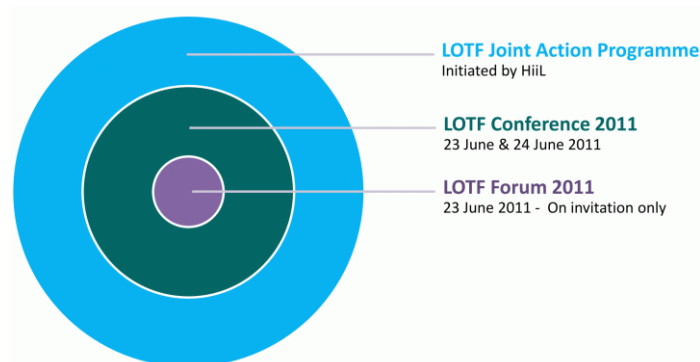 LOTF Joint Action Programme
Initiated by HiiL
LOTF Conference 2011
23 June & 24 June 2011
LOTF Forum 2011
23 June 2011 - On invitation only